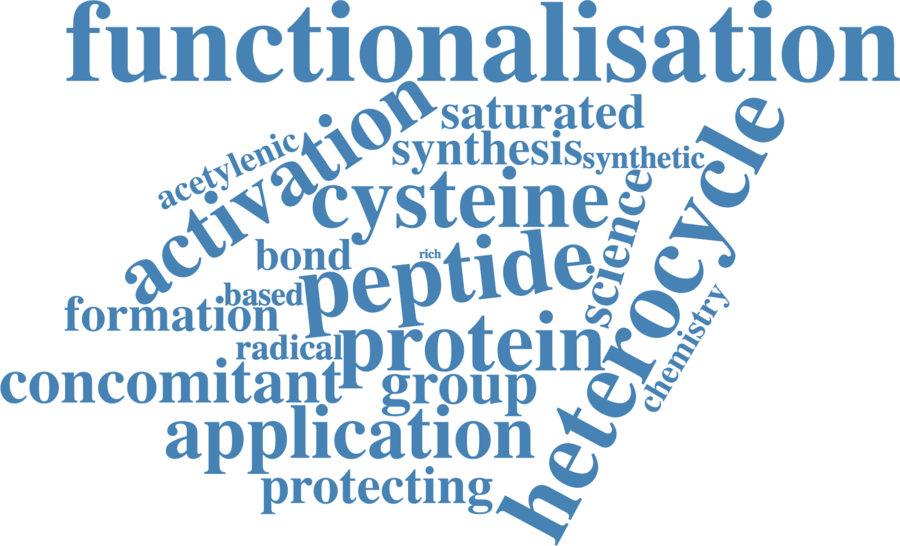 functionalisation
activation
saturated
acetylenic
synthesis
synthetic
heterocycle
cysteine
science
bond
rich
peptide
based
formation
chemistry
radical
protein
concomitant
group
application
protecting